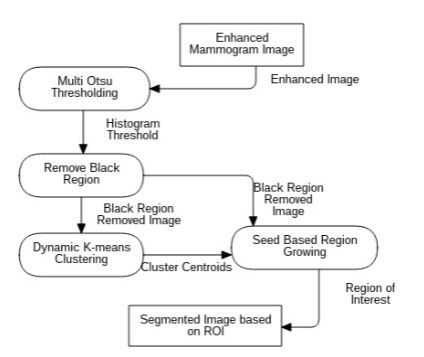 Enhanced
Mammogram Image
Enhanced Image
Multi Otsu
Thresholding
Histogram
Threshold
Remove Black
Region
Black Region
Removed Image
Black Region
Removed
Image
Dynamic K-means
Clustering
Cluster Centroids
Seed Based Region
Growing
Region of
Interest
Segmented Image based
on ROI